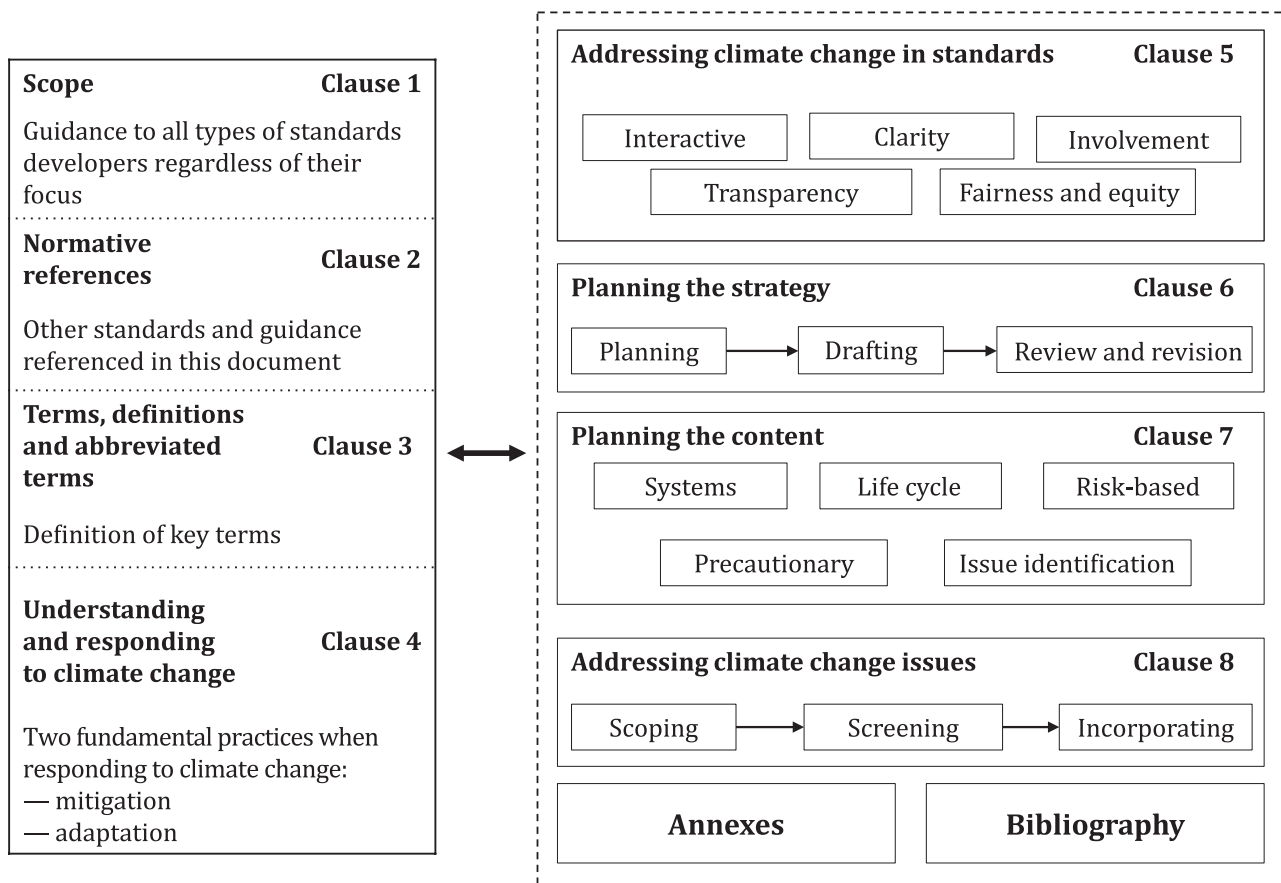 Scope Clause 1
Guidance to all types of standards
developers regardless of their
focus
Normative
references Clause 2
Other standards and guidance
referenced in this document
Terms, definitions
and abbreviated Clause 3
terms
Definition of key terms
Understanding
and responding Clause 4
to climate change
Two fundamental practices when
responding to climate change:
— mitigation
— adaptation
Addressing climate change in standards Clause 5
Interactive Clarity Involvement
Transparency Fairness and equity
Planning the strategy Clause 6
Planning Drafting Review and revision
Planning the content Clause 7
Systems Life cycle Risk-based
Precautionary Issue identification
Addressing climate change issues Clause 8
Scoping Screening Incorporating
Annexes Bibliography